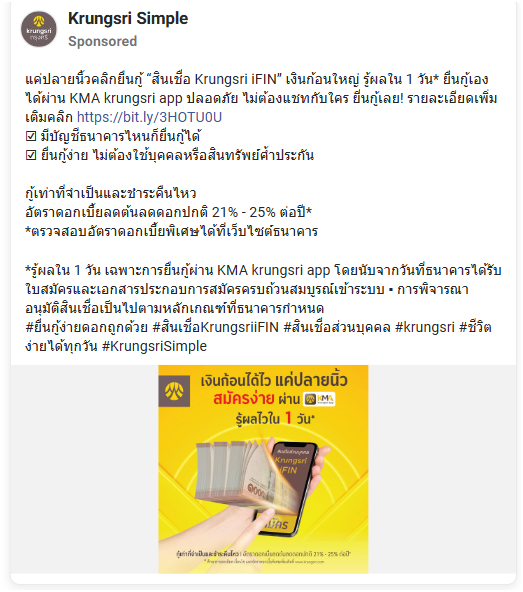 Krungsri Simple
Sponsored
แค่ปลายนิ้วคลิกยื่นกู้ “สินเชื่อ Krungsri iFIN” เงินก้อนใหญ่ รู้ผลใน 1 วัน* ยื่นกู้เอง
ได้ผ่าน KMA krungsri app ปลอดภัย ไม่ต้องแชทกับใคร ยื่นกู้เลย! รายละเอียดเพิ่ม
เติมคลิก https://bit.ly/3HOTU0U
☑ มีบัญชีธนาคารไหนก็ยื่นกู้ได้
☑ ยื่นกู้ง่าย ไม่ต้องใช้บุคคลหรือสินทรัพย์ค้ำประกัน
กู้เท่าที่จำเป็นและชำระคืนไหว
อัตราดอกเบี้ยลดต้นลดดอกปกติ 21% - 25% ต่อปี*
*ตรวจสอบอัตราดอกเบี้ยพิเศษได้ที่เว็บไซต์ธนาคาร
*รู้ผลใน 1 วัน เฉพาะการยื่นกู้ผ่าน KMA krungsri app โดยนับจากวันที่ธนาคารได้รับ
ใบสมัครและเอกสารประกอบการสมัครครบถ้วนสมบูรณ์เข้าระบบ ▪ การพิจารณา
อนุมัติสินเชื่อเป็นไปตามหลักเกณฑ์ที่ธนาคารกำหนด
#ยื่นกู้ง่ายดอกถูกด้วย #สินเชื่อKrungsriiFIN #สินเชื่อส่วนบุคคล #krungsri #ชีวิต
ง่ายได้ทุกวัน #KrungsriSimple
krungsri
กรุงศรี
เงินก้อนได้ไว แค่ปลายนิ้ว
สมัครง่าย ผ่าน KMA
รู้ผลไวใน 1 วัน*
สินเชื่อส่วนบุคคล
Krungsri
iFIN
สมัคร
กู้เท่าที่จำเป็นและชำระคืนไหว | อัตราดอกเบี้ยลดต้นลดดอกปกติ 21% - 25% ต่อปี*